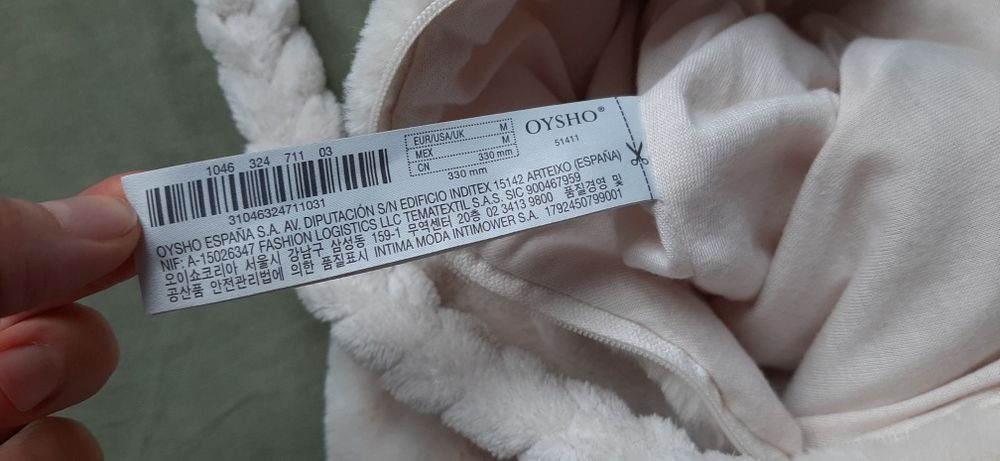 1046 324 711 03
31046324711031
EUR/USA/UK M
MEX M
CN 330 mm
330 mm
OYSHO®
51411
OYSHO ESPAÑA S.A. AV. DIPUTACIÓN S/N EDIFICIO INDITEX 15142 ARTEIXO (ESPAÑA)
NIF: A-15026347 FASHION LOGISTICS LLC TEMATEXTIL S.A.S. SIC 900467959
오이쇼코리아 서울시 강남구 삼성동 159-1 무역센터 20층 02 3413 9800 품질경영 및
공산품 안전관리법에 의한 품질표시 INTIMA MODA INTIMOWER S.A. 1792450799001